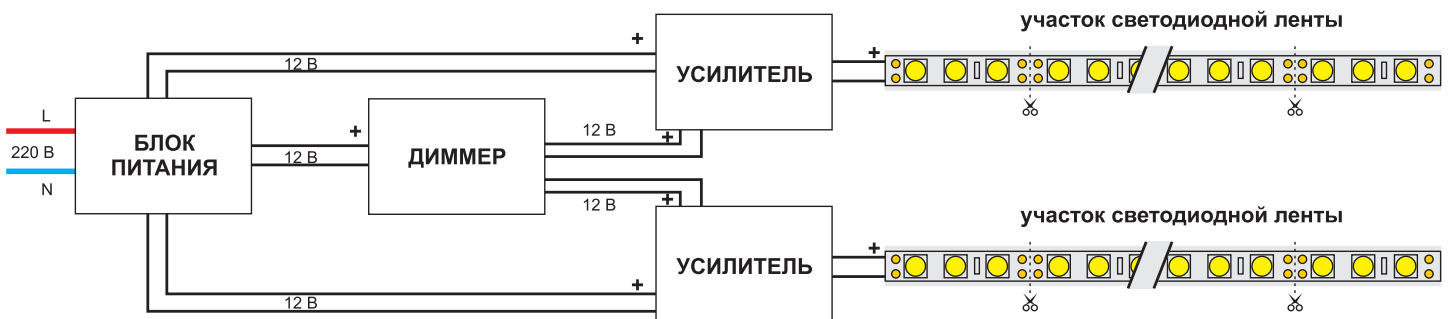 участок светодиодной ленты
+
12 В
УСИЛИТЕЛЬ
+
L
220 В
N
БЛОК
ПИТАНИЯ
+
12 В
ДИММЕР
12 В
+
12 В
+
участок светодиодной ленты
УСИЛИТЕЛЬ
+
+
12 В